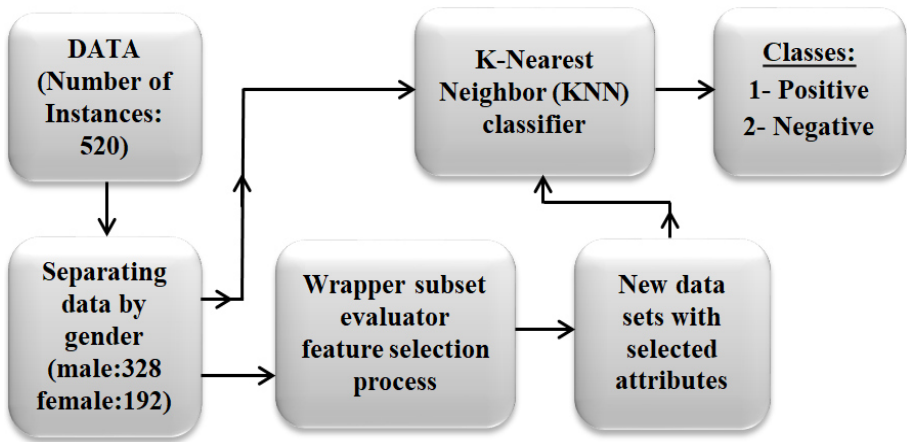 DATA
(Number of
Instances:
520)
K-Nearest
Neighbor (KNN)
classifier
Classes:
1- Positive
2- Negative
Separating
data by
gender
(male:328
female:192)
Wrapper subset
evaluator
feature selection
process
New data
sets with
selected
attributes